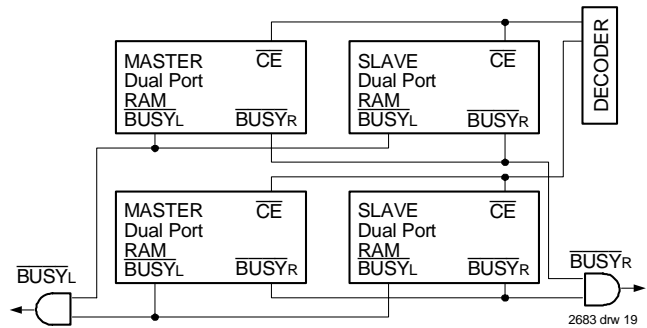 MASTER CE
Dual Port
RAM
BUSYL BUSYR
SLAVE CE
Dual Port
RAM
BUSYL BUSYR
DECODER
MASTER CE
Dual Port
RAM
BUSYL BUSYR
SLAVE CE
Dual Port
RAM
BUSYL BUSYR
BUSYL
BUSYR
2683 drw 19